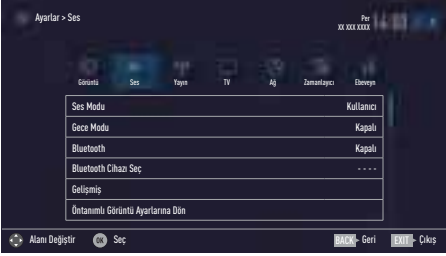 Ayarlar > Ses
Per
XX XXX XXXX
Görüntü Ses Yayın TV Ağ Zamanlayıcı Ebeveyn
Ses Modu Kullanıcı
Gece Modu Kapalı
Bluetooth Kapalı
Bluetooth Cihazı Seç - - - -
Gelişmiş
Öntanımlı Görüntü Ayarlarına Dön
Alanı Değiştir OK Seç BACK Geri EXIT Çıkış